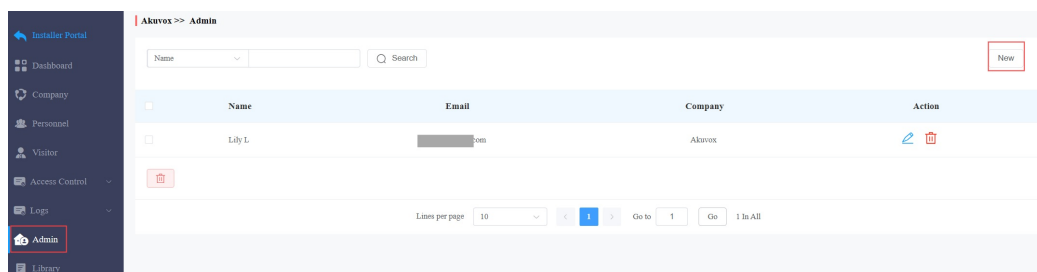 Akuvox >> Admin
Installer Portal
Dashboard
Company
Personnel
Visitor
Access Control
Logs
Admin
Library
Name
Search
New
Name Email Company Action
Lily L com Akuvox
Lines per page 10 < 1 > Go to 1 Go 1 In All